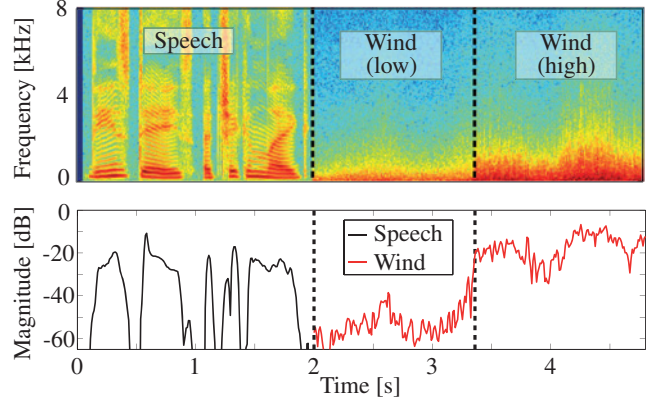 Frequency [kHz]
8
4
0
Speech
Wind
(low)
Wind
(high)
Magnitude [dB]
0
-20
-40
-60
Speech
Wind
0
1
2
3
4
Time [s]